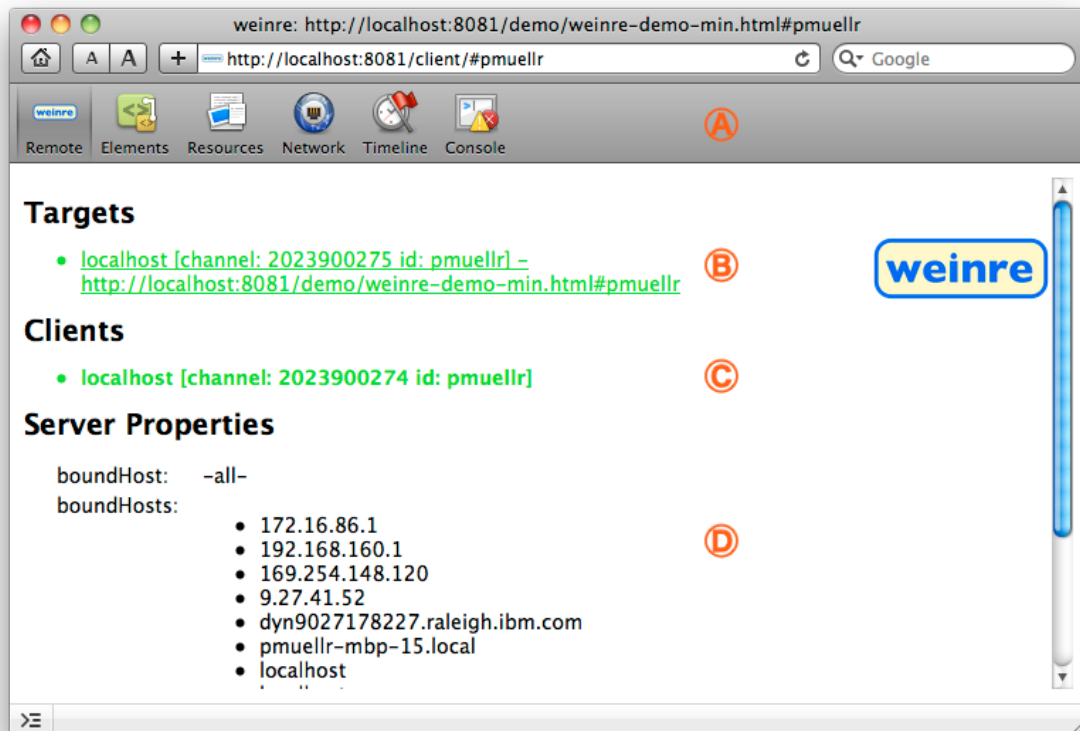 weinre: http://localhost:8081/demo/weinre-demo-min.html#pmuellr
A A + weinre http://localhost:8081/client/#pmuellr Google
weinre
Remote Elements Resources Network Timeline Console
A
Targets
localhost [channel: 2023900275 id: pmuellr] –
http://localhost:8081/demo/weinre-demo-min.html#pmuellr
B
weinre
Clients
localhost [channel: 2023900274 id: pmuellr]
C
Server Properties
boundHost: -all-
boundHosts:
172.16.86.1
192.168.160.1
D
169.254.148.120
9.27.41.52
dyn9027178227.raleigh.ibm.com
pmuellr-mbp-15.local
localhost